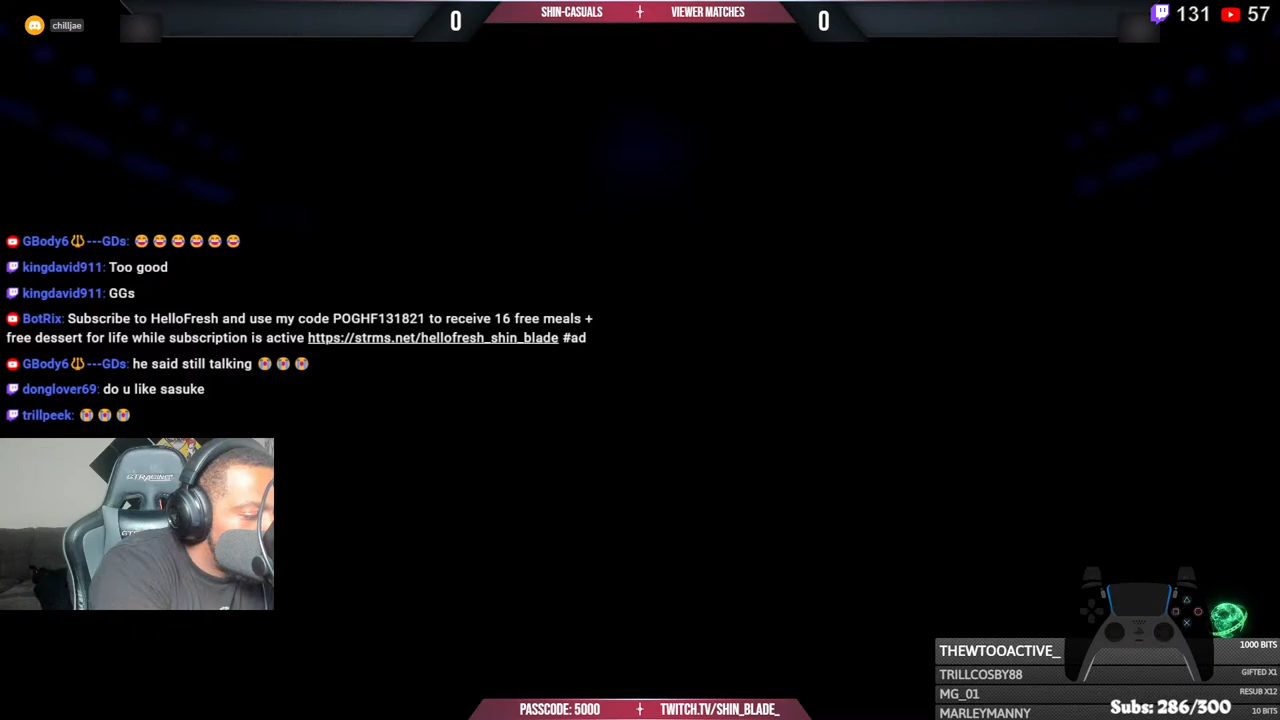 chilljae
0
SHIN-CASUALS
VIEWER MATCHES
0
131
57
GBody6🔱---GDs: 😂😂😂😂😂😂
kingdavid911: Too good
kingdavid911: GGs
BotRix: Subscribe to HelloFresh and use my code POGHF131821 to receive 16 free meals +
free dessert for life while subscription is active https://strms.net/hellofresh_shin_blade #ad
GBody6🔱---GDs: he said still talking 😭😭😭
donglover69: do u like sasuke
trillpeek: 😭😭😭
GTRACING
THEWTOOACTIVE_ 1000 BITS
TRILLCOSBY88 GIFTED X1
MG_01 RESUB X12
MARLEYMANNY 10 BITS
Subs: 286/300
PASSCODE: 5000
TWITCH.TV/SHIN_BLADE_